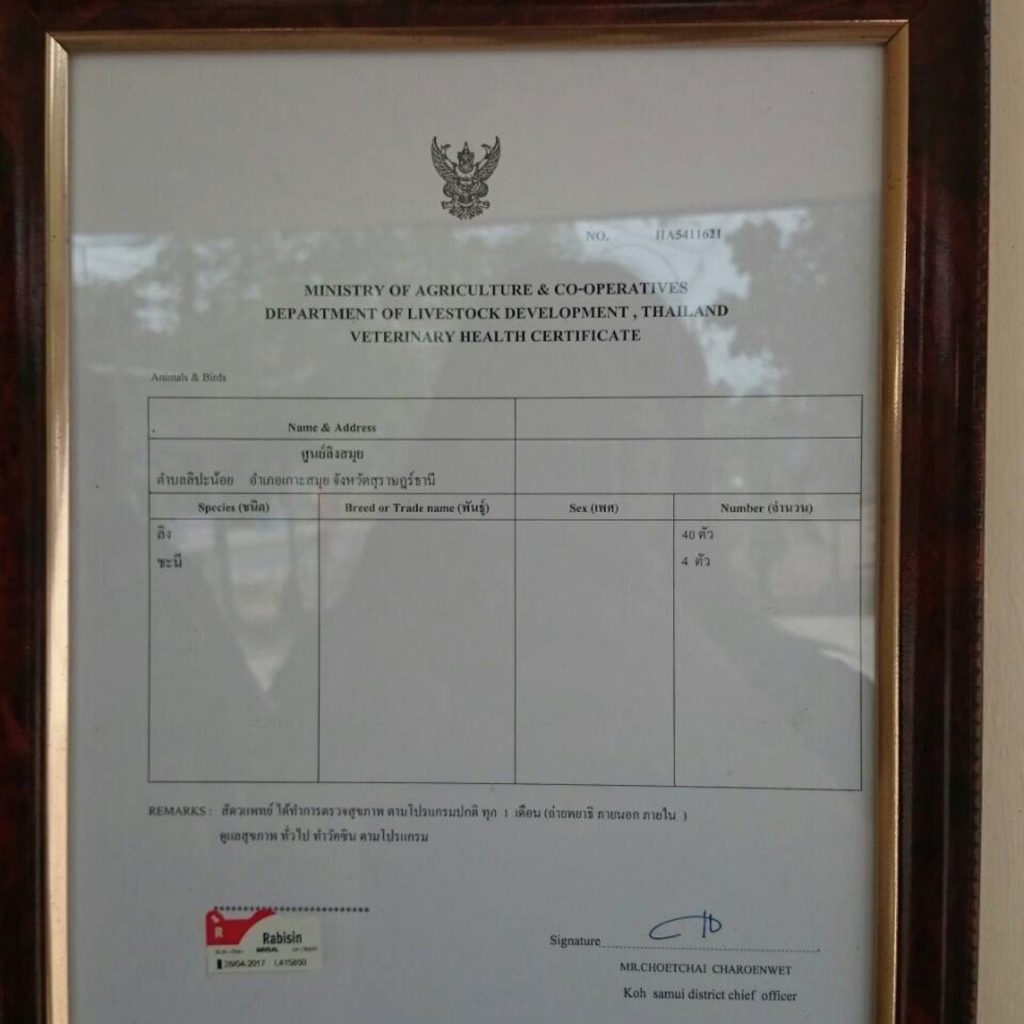 NO. HA5411621
MINISTRY OF AGRICULTURE & CO-OPERATIVES
DEPARTMENT OF LIVESTOCK DEVELOPMENT , THAILAND
VETERINARY HEALTH CERTIFICATE
Animals & Birds
Name & Address
ศูนย์ลิงสมุย
ตำบลลิปะน้อย อำเภอเกาะสมุย จังหวัดสุราษฎร์ธานี
Species (ชนิด) Breed or Trade name (พันธุ์) Sex (เพศ) Number (จำนวน)
ลิง 40 ตัว
ชะนี 4 ตัว
REMARKS : สัตวแพทย์ ได้ทำการตรวจสุขภาพ ตามโปรแกรมปกติ ทุก 1 เดือน (ถ่ายพยาธิ ภายนอก ภายใน )
ดูแลสุขภาพ ทั่วไป ทำวัคซีน ตามโปรแกรม
R
Rabisin
MERIAL
28/04-2017 L415850
Signature
MR.CHOETCHAI CHAROENWET
Koh samui district chief officer